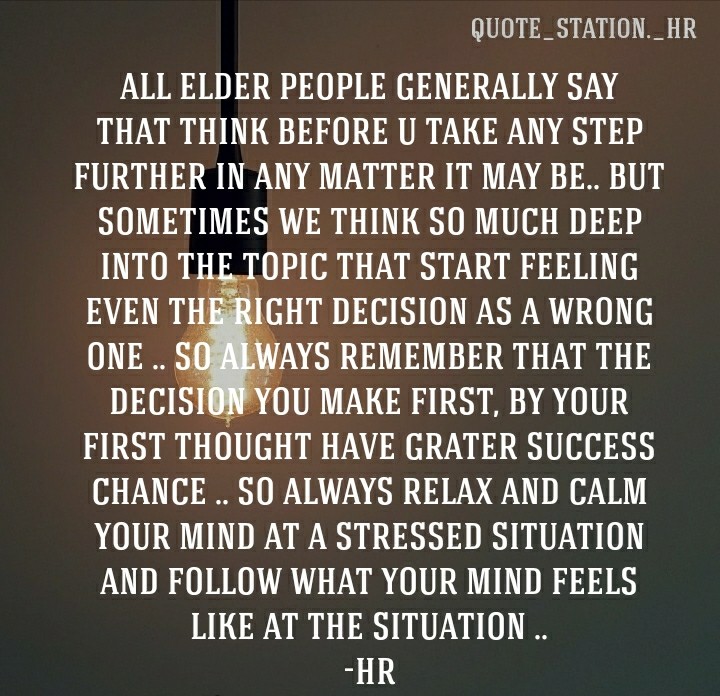 QUOTE_STATION._HR
ALL ELDER PEOPLE GENERALLY SAY
THAT THINK BEFORE U TAKE ANY STEP
FURTHER IN ANY MATTER IT MAY BE.. BUT
SOMETIMES WE THINK SO MUCH DEEP
INTO THE TOPIC THAT START FEELING
EVEN THE RIGHT DECISION AS A WRONG
ONE .. SO ALWAYS REMEMBER THAT THE
DECISION YOU MAKE FIRST, BY YOUR
FIRST THOUGHT HAVE GRATER SUCCESS
CHANCE .. SO ALWAYS RELAX AND CALM
YOUR MIND AT A STRESSED SITUATION
AND FOLLOW WHAT YOUR MIND FEELS
LIKE AT THE SITUATION ..
-HR